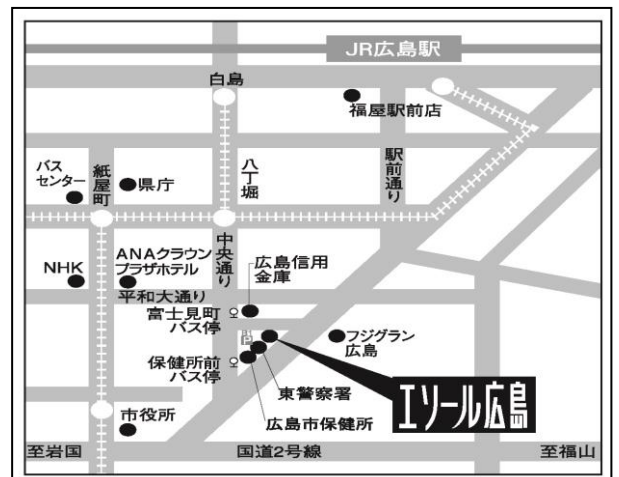 JR広島駅
白島
福屋駅前店
バス
センター
紙屋町
県庁
八丁堀
駅前通り
NHK
ANAクラウン
プラザホテル
中央通り
広島信用
金庫
平和大通り
富士見町
バス停
P
フジグラン
広島
保健所前
バス停
東警察署
エソール広島
市役所
広島市保健所
至岩国
国道2号線
至福山